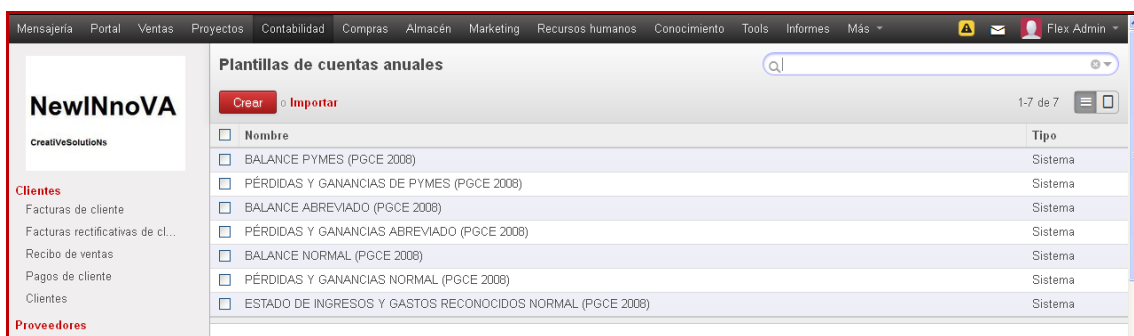 Mensajería Portal Ventas Proyectos Contabilidad Compras Almacén Marketing Recursos humanos Conocimiento Tools Informes Más Flex Admin
Plantillas de cuentas anuales
NewINnoVA
CreatiVeSolutioNs
Crear o Importar 1-7 de 7
Nombre Tipo
BALANCE PYMES (PGCE 2008) Sistema
PÉRDIDAS Y GANANCIAS DE PYMES (PGCE 2008) Sistema
BALANCE ABREVIADO (PGCE 2008) Sistema
PÉRDIDAS Y GANANCIAS ABREVIADO (PGCE 2008) Sistema
BALANCE NORMAL (PGCE 2008) Sistema
PÉRDIDAS Y GANANCIAS NORMAL (PGCE 2008) Sistema
ESTADO DE INGRESOS Y GASTOS RECONOCIDOS NORMAL (PGCE 2008) Sistema
Clientes
Facturas de cliente
Facturas rectificativas de cl...
Recibo de ventas
Pagos de cliente
Clientes
Proveedores